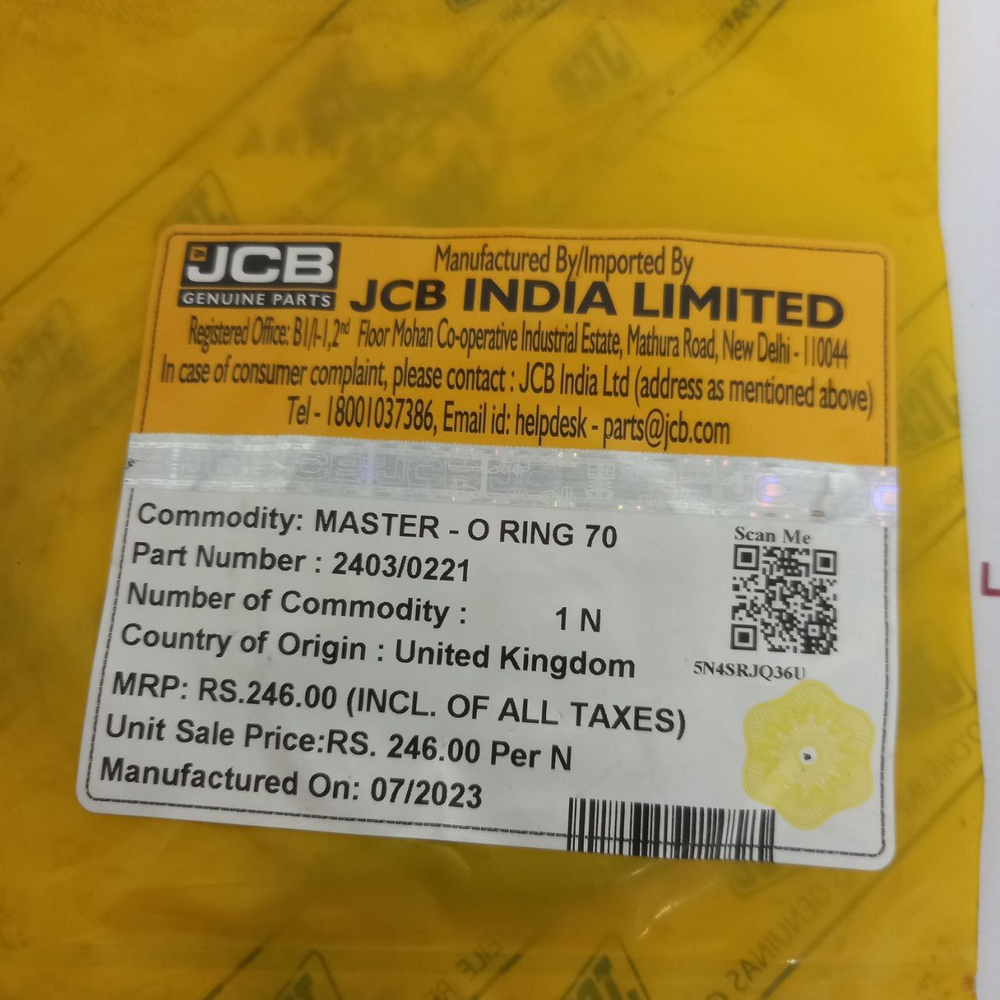 JCB
GENUINE PARTS
Manufactured By/Imported By
JCB INDIA LIMITED
Registered Office: B1/I-1,2nd Floor Mohan Co-operative Industrial Estate, Mathura Road, New Delhi - 110044
In case of consumer complaint, please contact : JCB India Ltd (address as mentioned above)
Tel - 18001037386, Email id: helpdesk - parts@jcb.com
Commodity: MASTER - O RING 70
Part Number : 2403/0221
Number of Commodity : 1 N
Country of Origin : United Kingdom
MRP: RS.246.00 (INCL. OF ALL TAXES)
Unit Sale Price:RS. 246.00 Per N
Manufactured On: 07/2023
Scan Me
5N4SRJQ36U